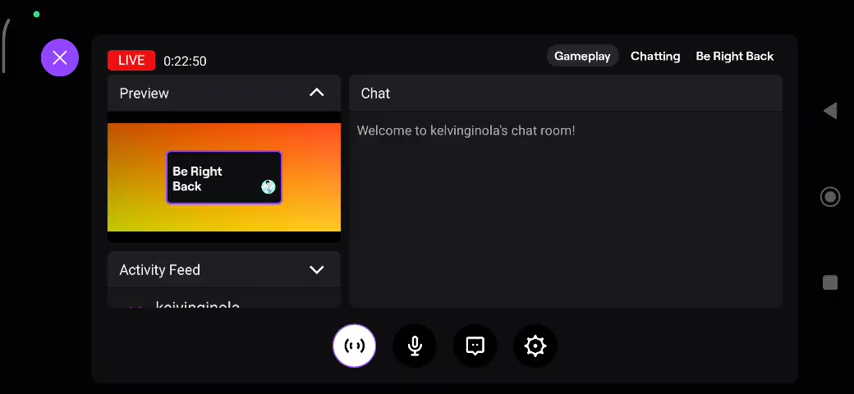 LIVE 0:22:50
Gameplay Chatting Be Right Back
Preview
Be Right
Back
Activity Feed
kelvinginola
Chat
Welcome to kelvinginola's chat room!